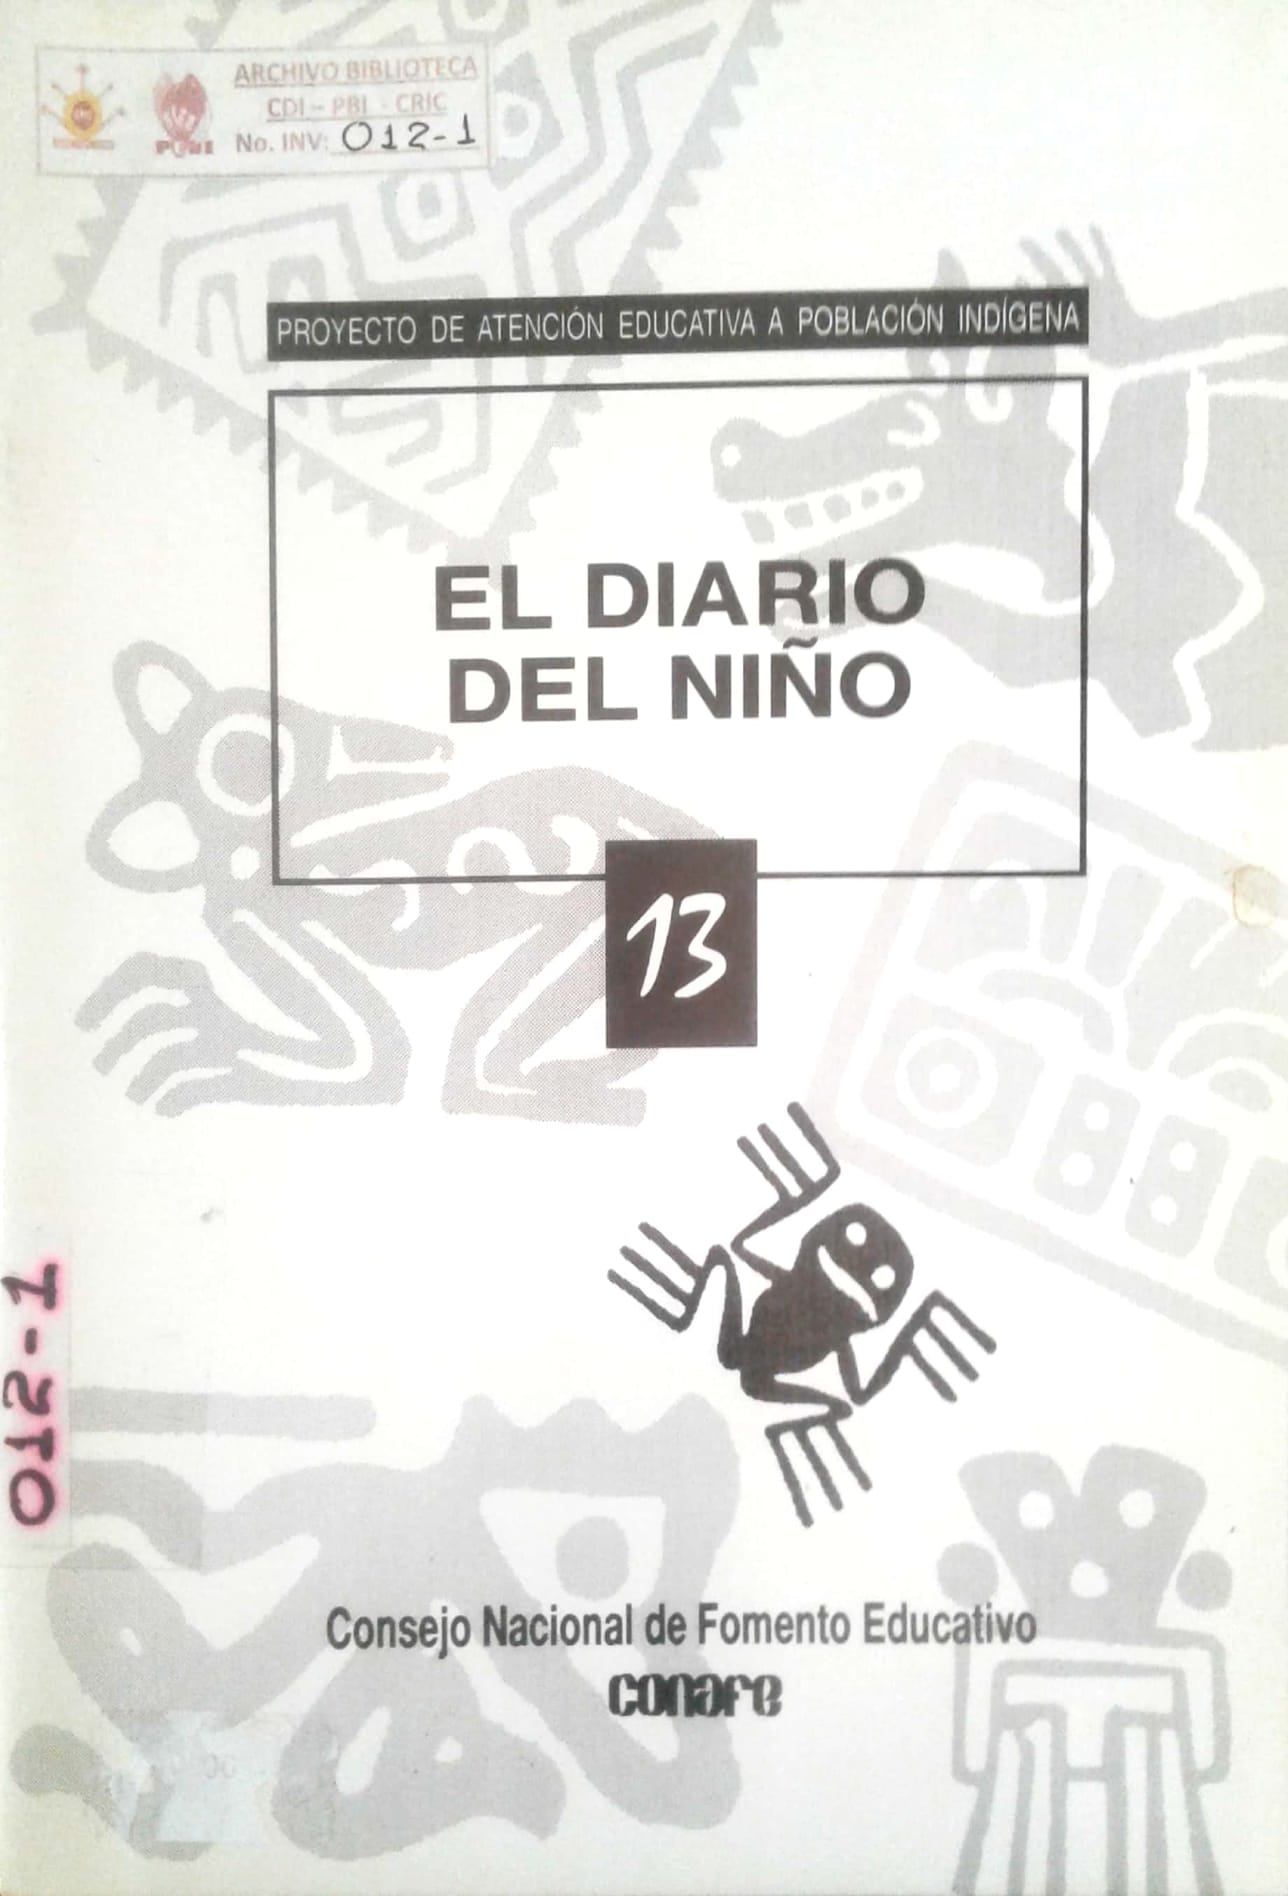 ARCHIVO BIBLIOTECA
CDI - PBI - CRIC
No. INV: 012-1
PROYECTO DE ATENCIÓN EDUCATIVA A POBLACIÓN INDÍGENA
EL DIARIO
DEL NIÑO
13
012-1
Consejo Nacional de Fomento Educativo
conafe